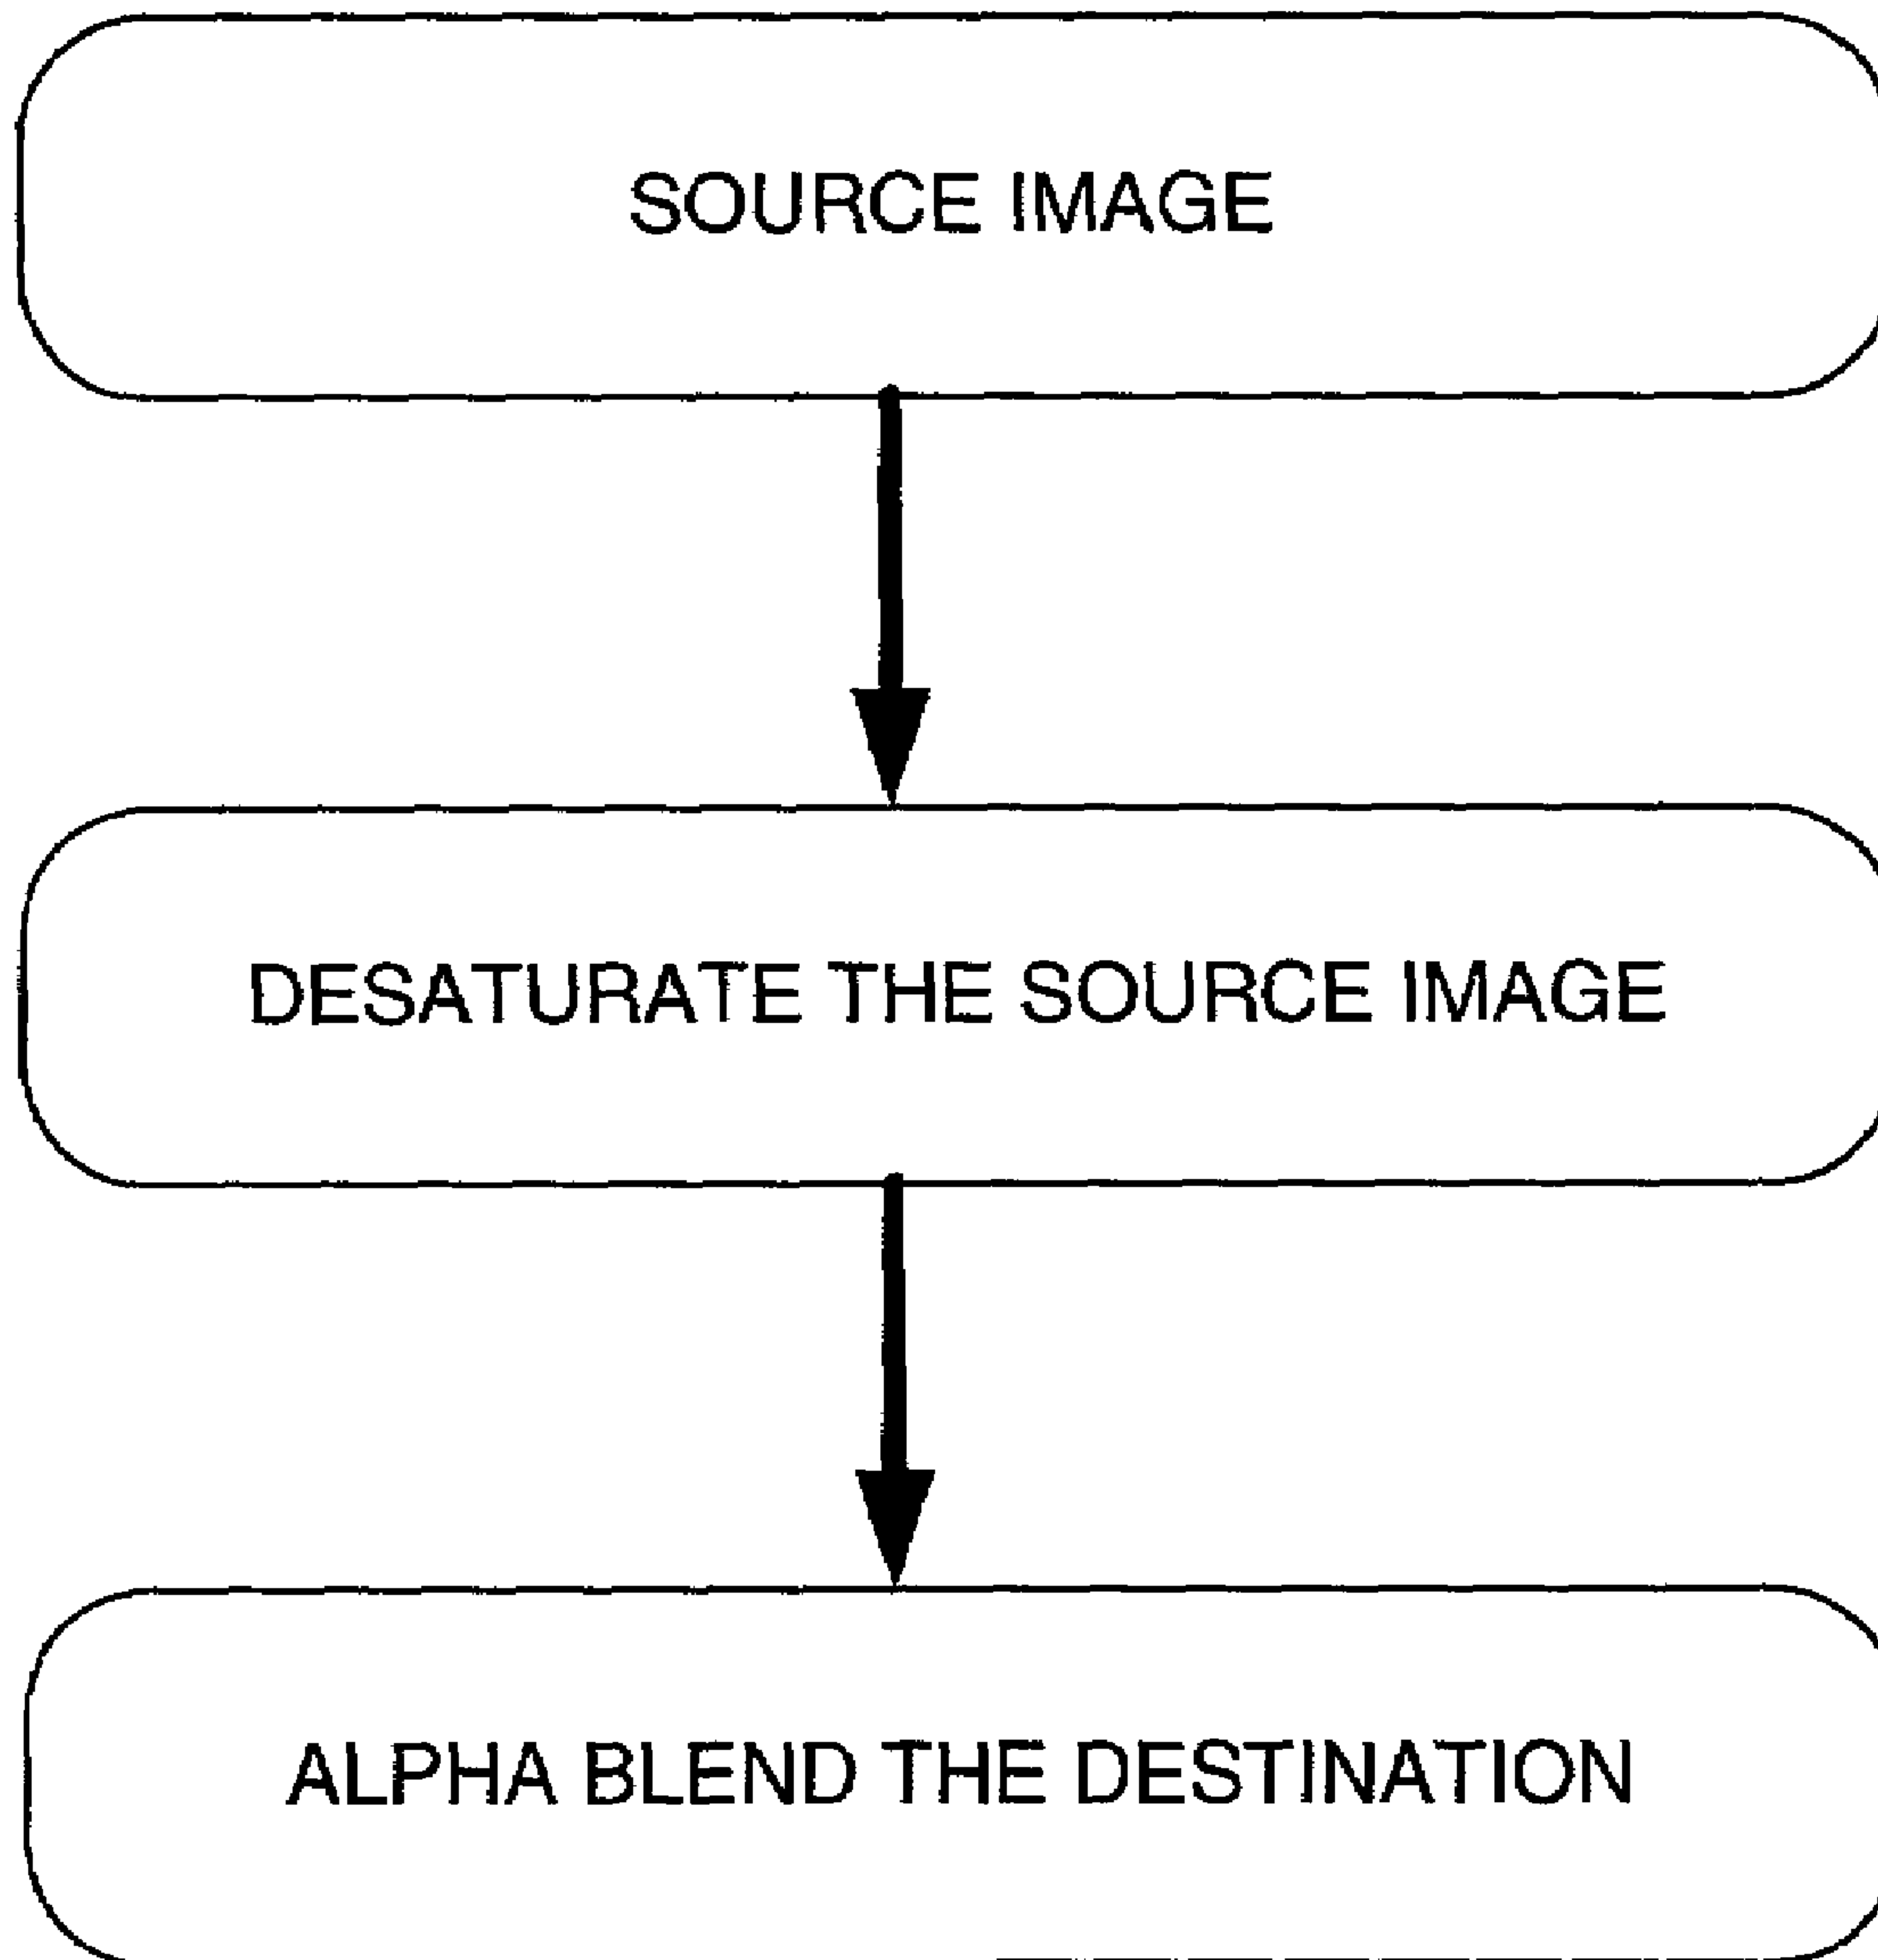 SOURCE IMAGE
DESATURATE THE SOURCE IMAGE
ALPHA BLEND THE DESTINATION